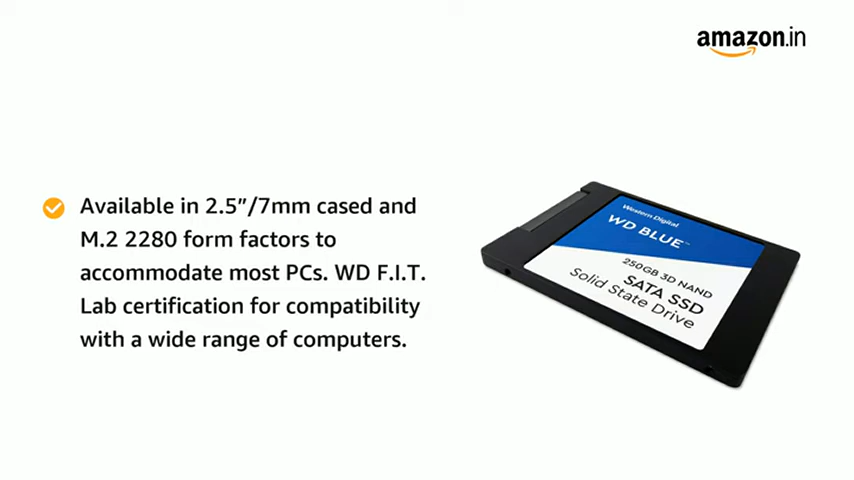 amazon.in
Available in 2.5”/7mm cased and
M.2 2280 form factors to
accommodate most PCs. WD F.I.T.
Lab certification for compatibility
with a wide range of computers.
Western Digital
WD BLUE™
250GB 3D NAND
SATA SSD
Solid State Drive